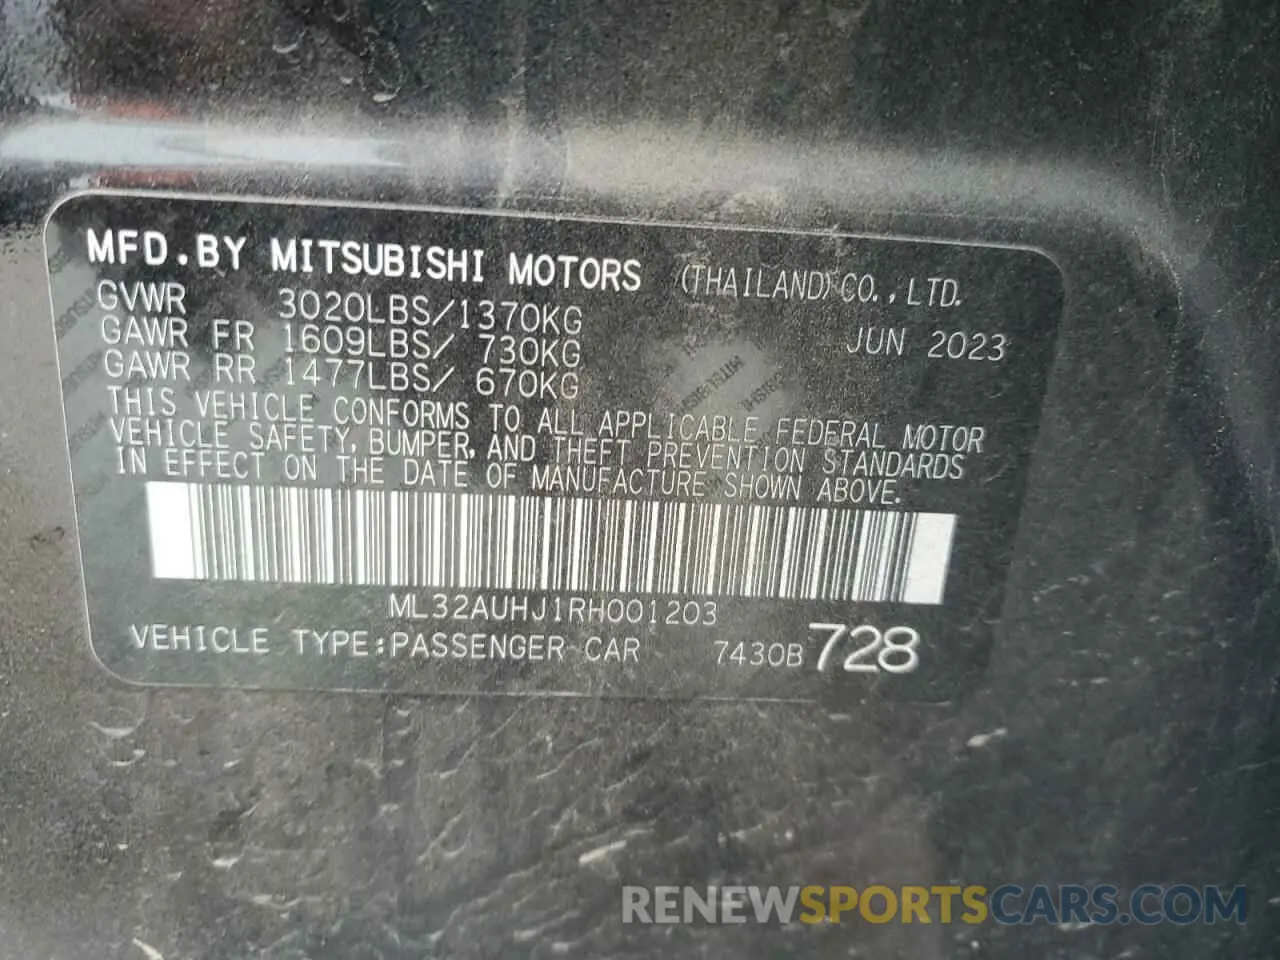 MFD.BY MITSUBISHI MOTORS (THAILAND) CO., LTD.
GVWR 3020LBS/1370KG JUN 2023
GAWR FR 1609LBS/ 730KG
GAWR RR 1477LBS/ 670KG
THIS VEHICLE CONFORMS TO ALL APPLICABLE FEDERAL MOTOR
VEHICLE SAFETY, BUMPER, AND THEFT PREVENTION STANDARDS
IN EFFECT ON THE DATE OF MANUFACTURE SHOWN ABOVE.
ML32AUHJ1RH001203
VEHICLE TYPE:PASSENGER CAR 7430B 728
RENEWSPORTSCARS.COM